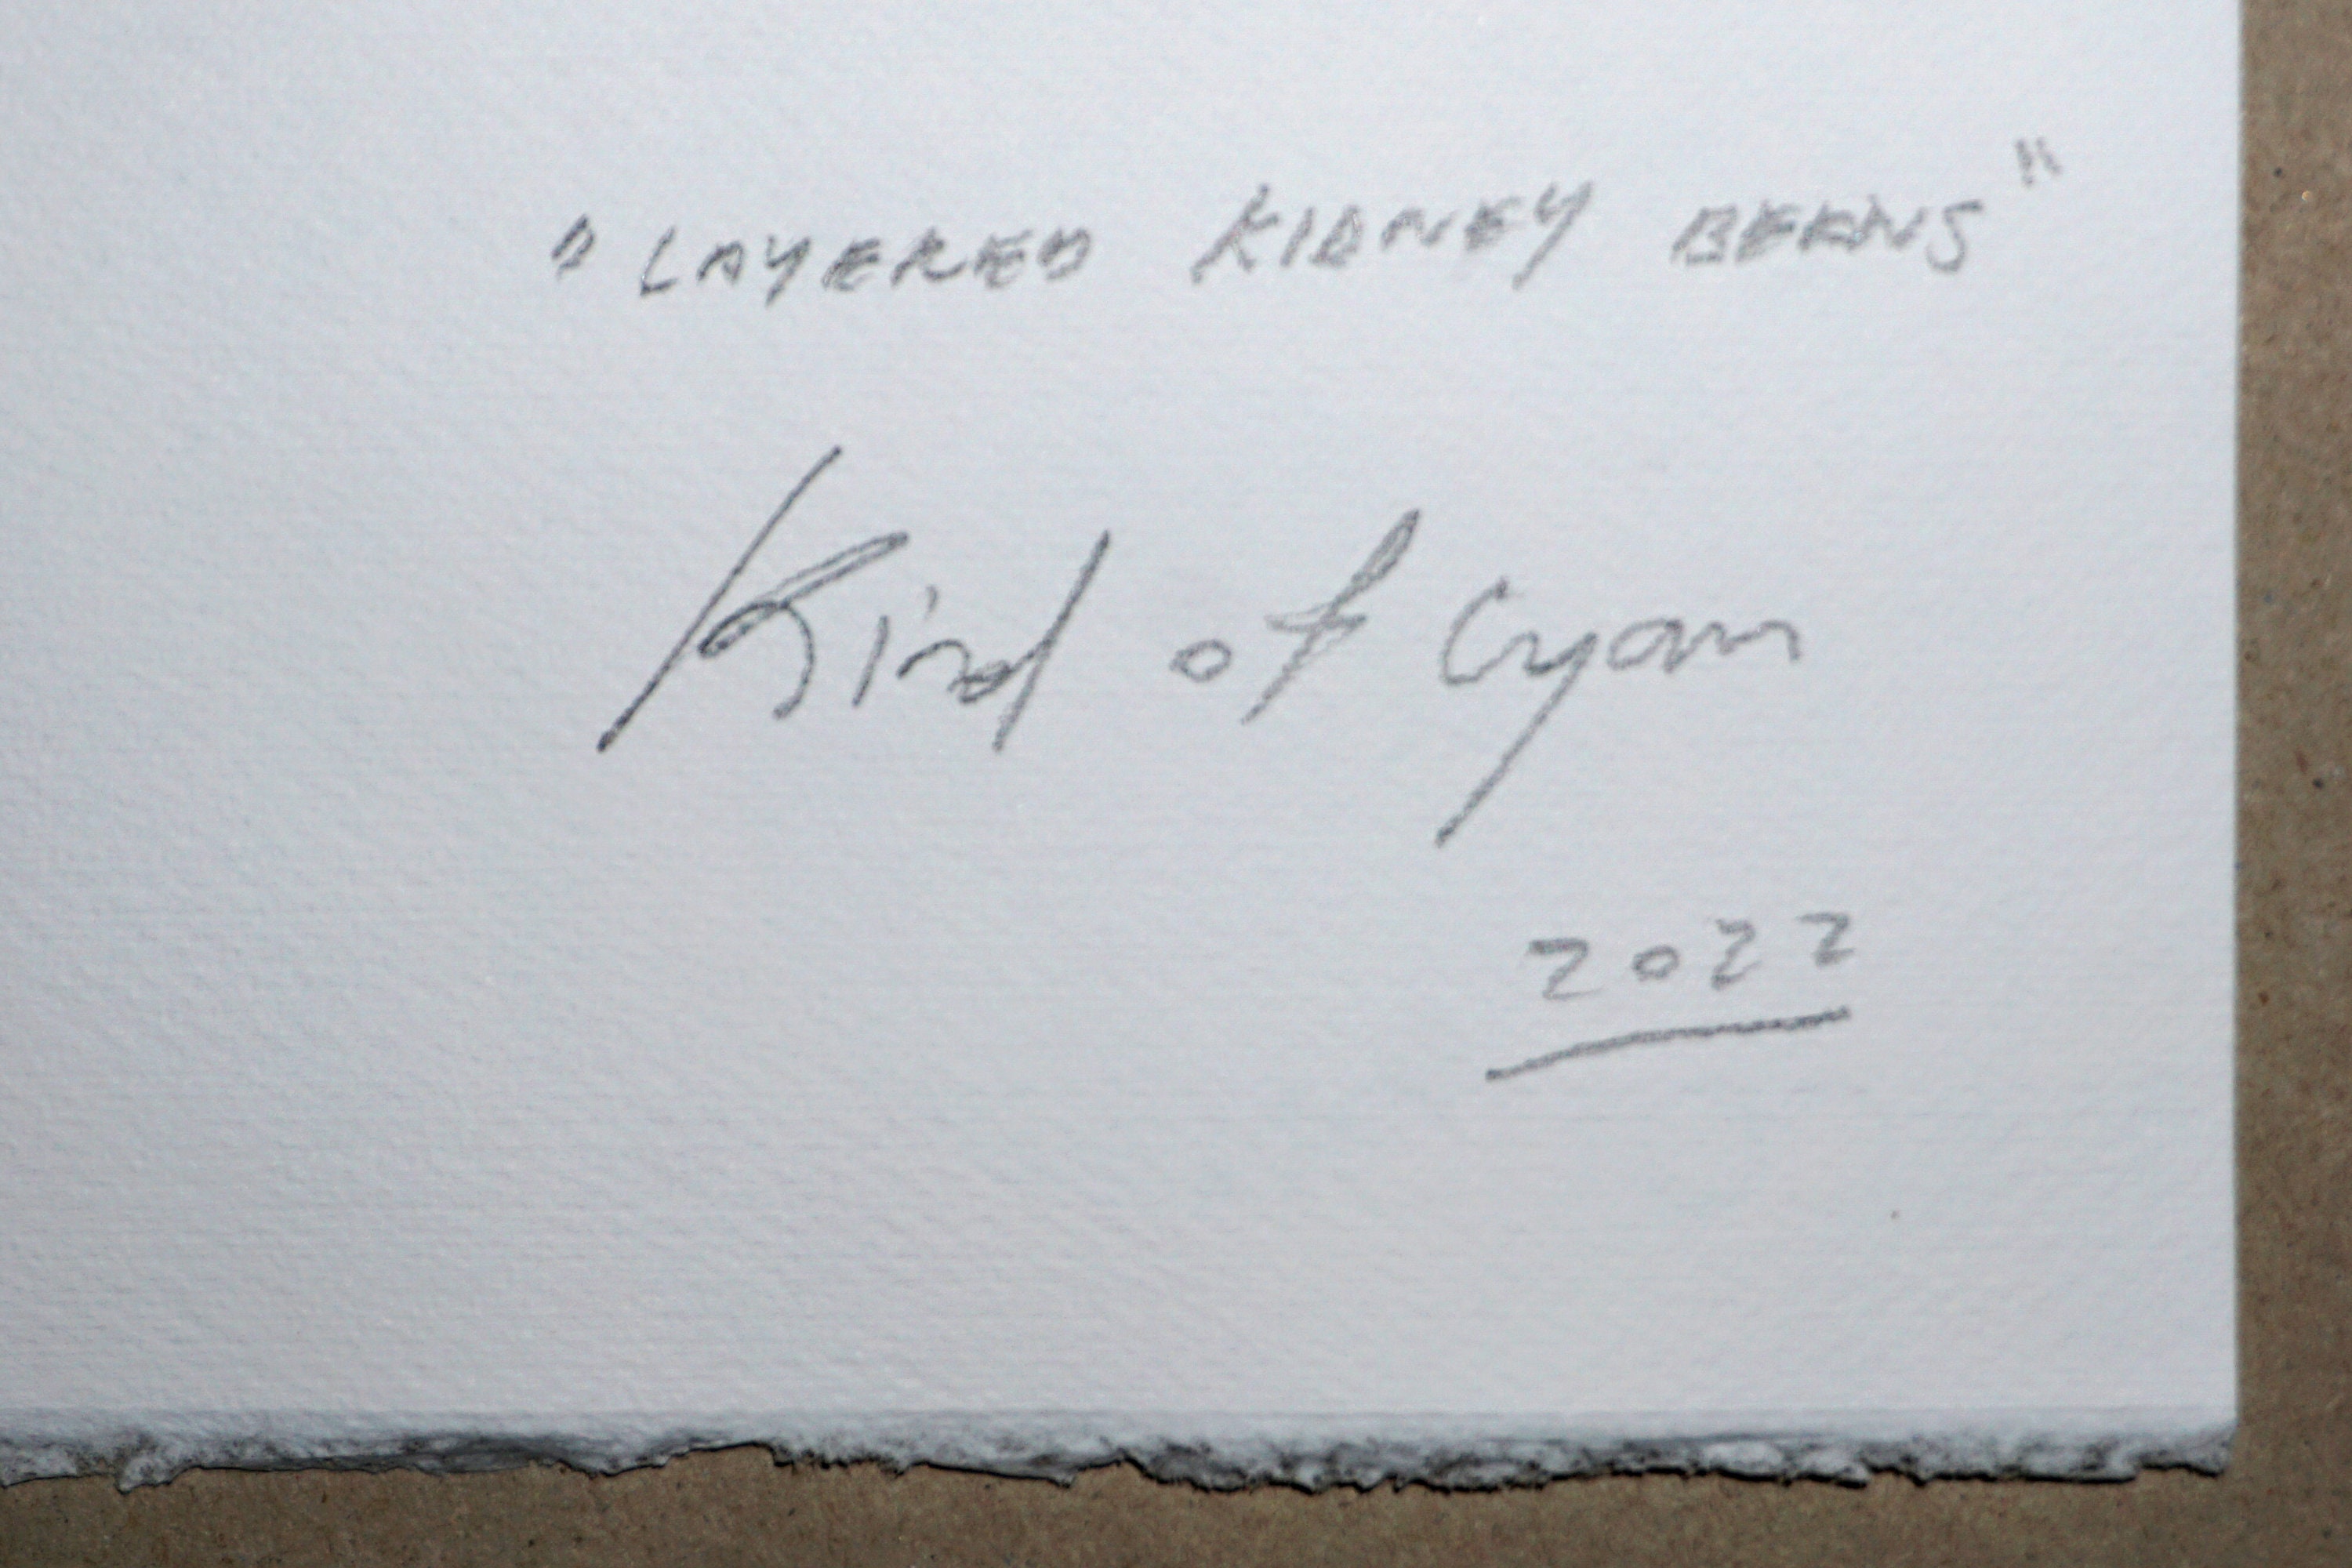 "LAYERED KIDNEY BEANS"
Kind of Cyan
2022